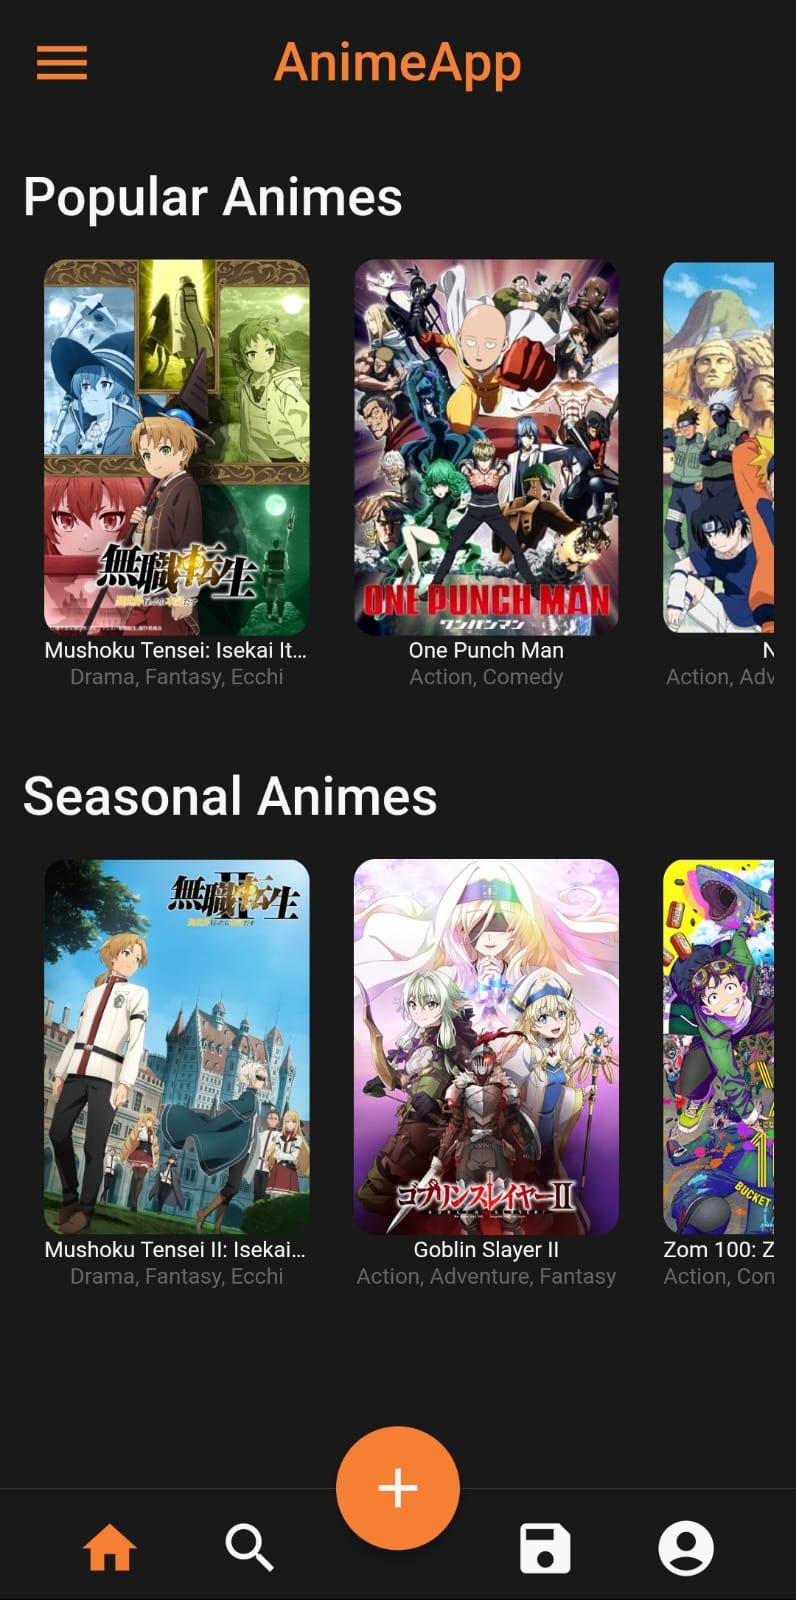 AnimeApp
Popular Animes
無職転生
ONE PUNCH MAN
ワンパンマン
Mushoku Tensei: Isekai It...
Drama, Fantasy, Ecchi
One Punch Man
Action, Comedy
N
Action, Adv
Seasonal Animes
無職転生
II
ゴブリンスレイヤーII
BUCKET
Mushoku Tensei II: Isekai...
Drama, Fantasy, Ecchi
Goblin Slayer II
Action, Adventure, Fantasy
Zom 100: Z
Action, Con